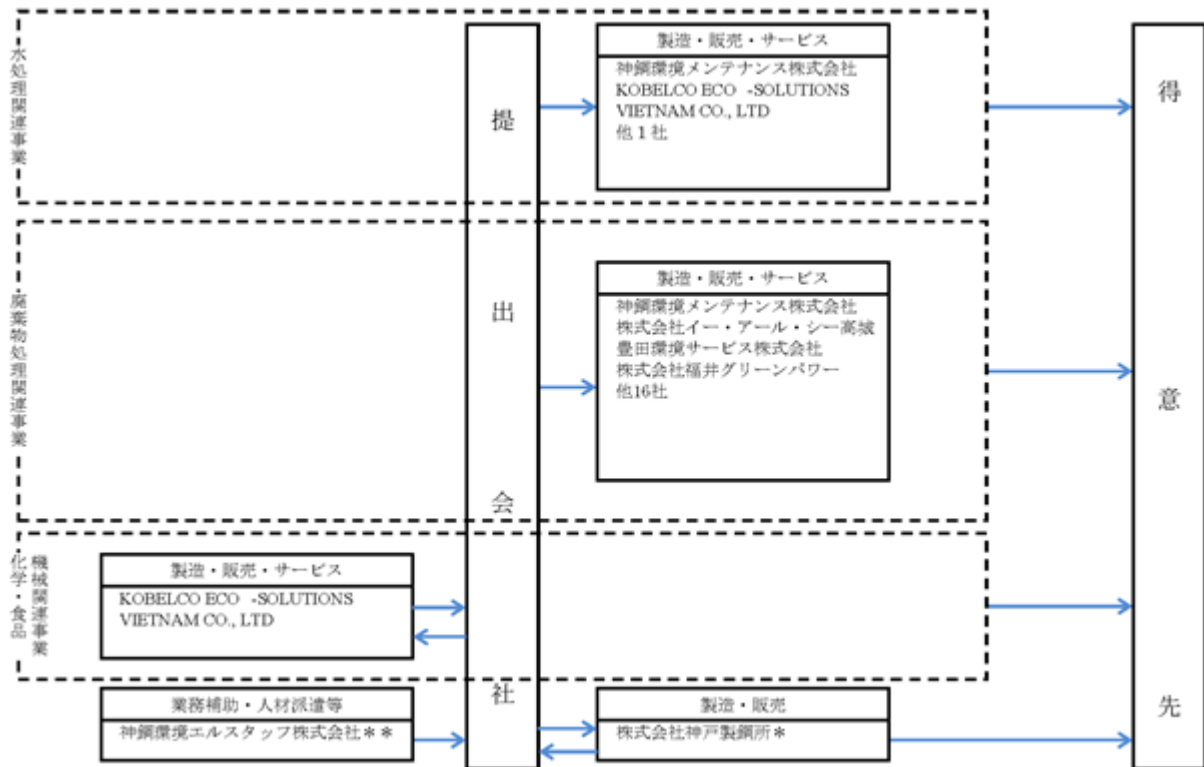 水処理関連事業
製造・販売・サービス
神鋼環境メンテナンス株式会社
KOBELCO ECO -SOLUTIONS
VIETNAM CO., LTD
他１社
廃棄物処理関連事業
製造・販売・サービス
神鋼環境メンテナンス株式会社
株式会社イー・アール・シー高城
豊田環境サービス株式会社
株式会社福井グリーンパワー
他16社
化学・食品
機械関連事業
製造・販売・サービス
KOBELCO ECO -SOLUTIONS
VIETNAM CO., LTD
業務補助・人材派遣等
神鋼環境エルスタッフ株式会社＊＊
提出会社
製造・販売
株式会社神戸製鋼所＊
得意先